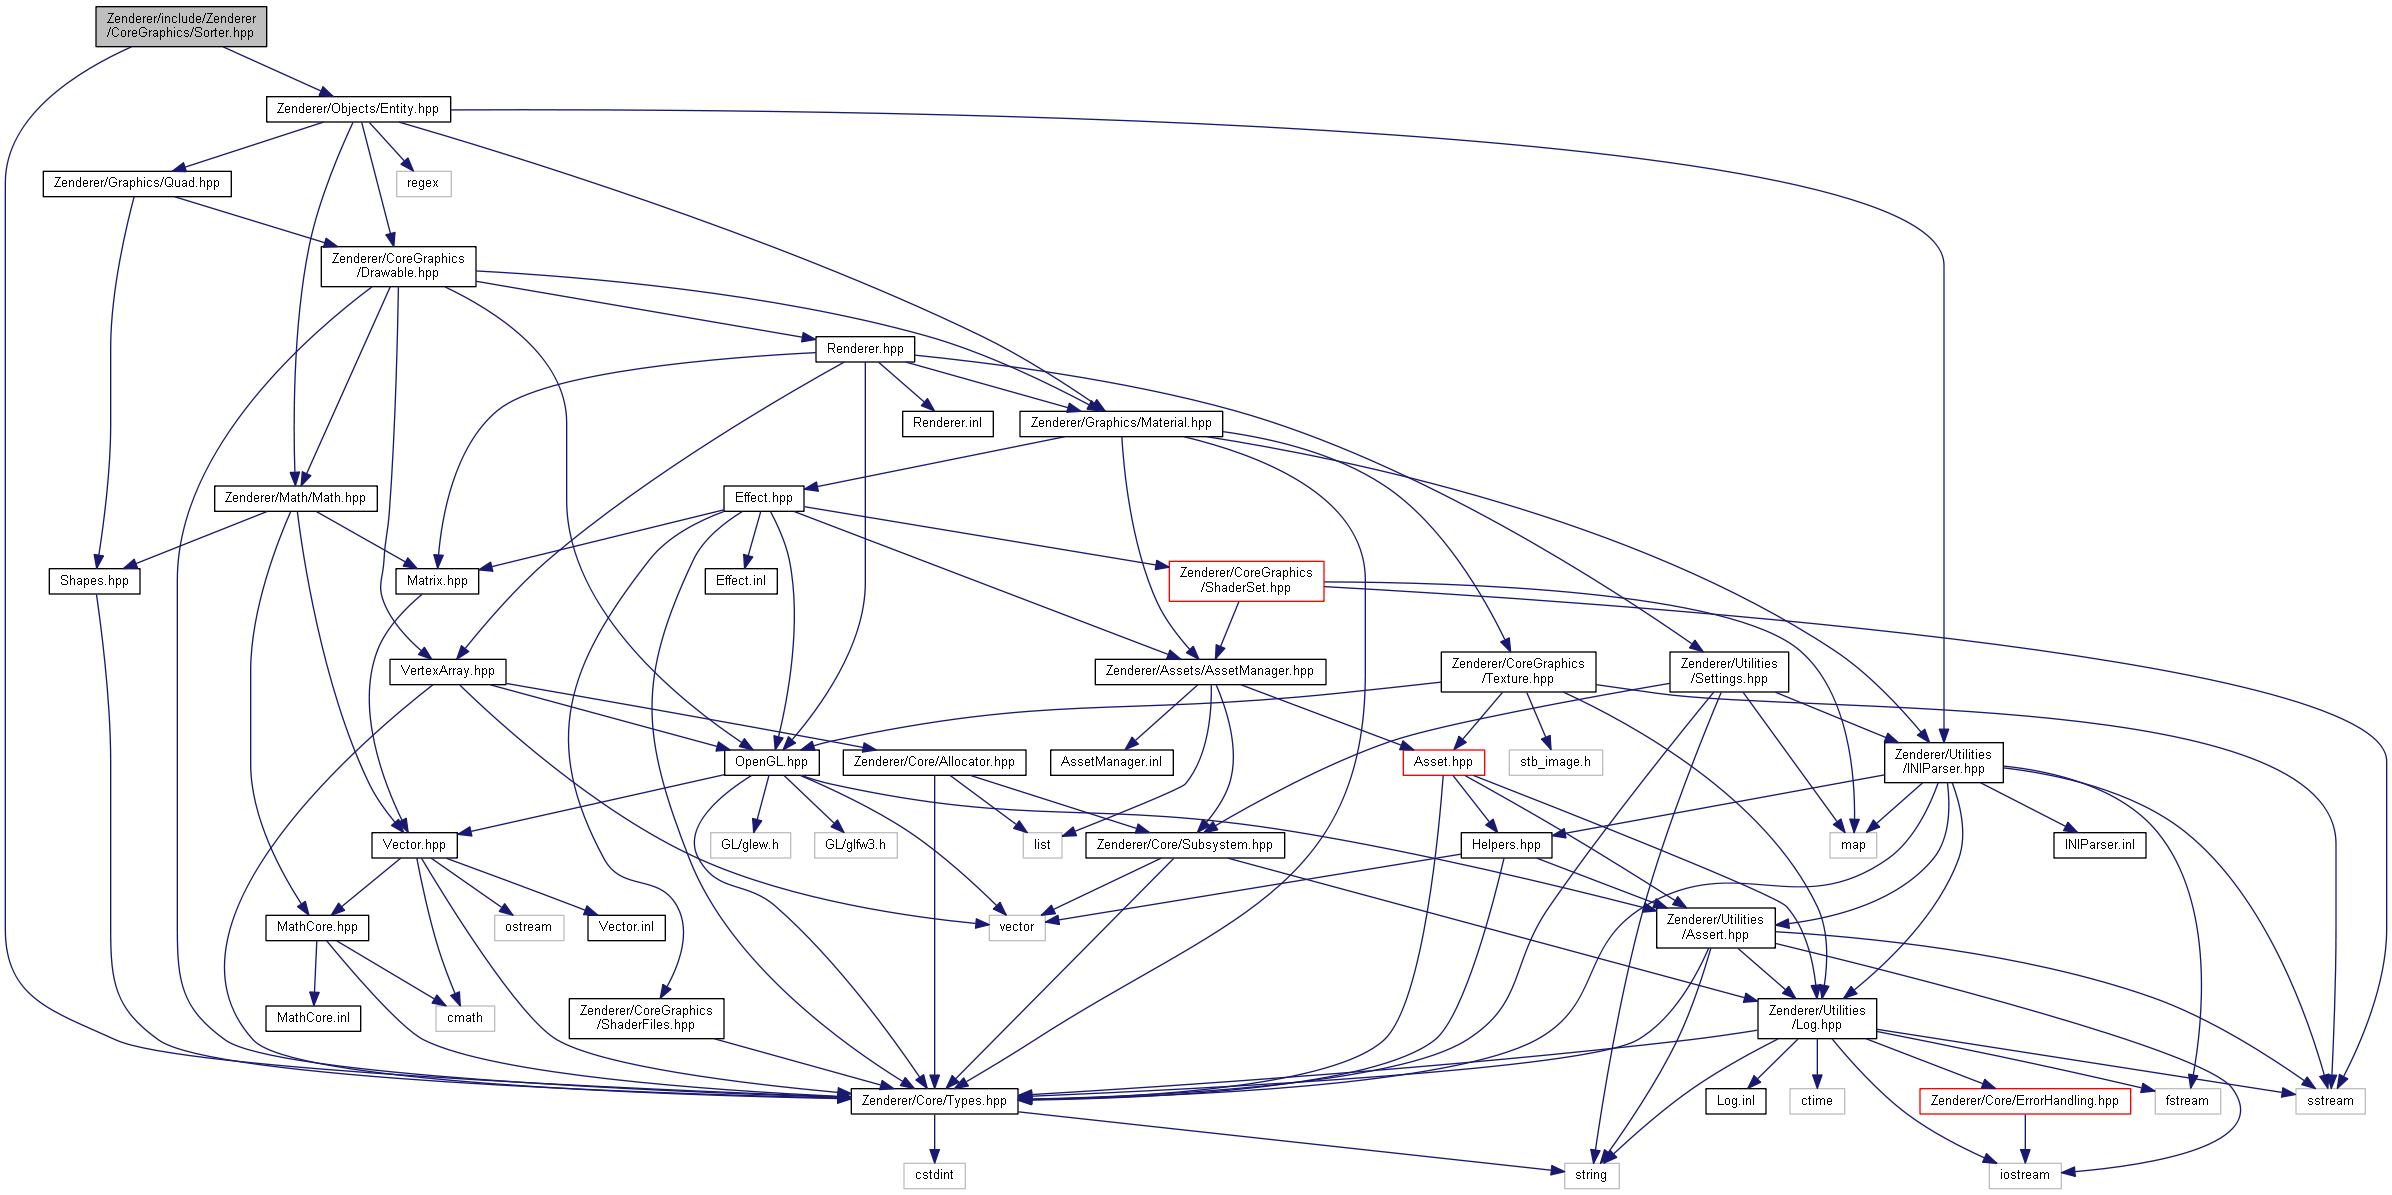 Zenderer/include/Zenderer
/CoreGraphics/Sorter.hpp
Zenderer/Objects/Entity.hpp
Zenderer/Graphics/Quad.hpp
regex
Zenderer/CoreGraphics
/Drawable.hpp
Renderer.hpp
Renderer.inl
Zenderer/Graphics/Material.hpp
Zenderer/Math/Math.hpp
Effect.hpp
Shapes.hpp
Matrix.hpp
Effect.inl
Zenderer/CoreGraphics
/ShaderSet.hpp
VertexArray.hpp
Zenderer/Assets/AssetManager.hpp
Zenderer/CoreGraphics
/Texture.hpp
Zenderer/Utilities
/Settings.hpp
OpenGL.hpp
Zenderer/Core/Allocator.hpp
AssetManager.inl
Asset.hpp
stb_image.h
Zenderer/Utilities
/INIParser.hpp
Vector.hpp
GL/glew.h
GL/glfw3.h
list
Zenderer/Core/Subsystem.hpp
Helpers.hpp
map
INIParser.inl
MathCore.hpp
ostream
Vector.inl
vector
Zenderer/Utilities
/Assert.hpp
MathCore.inl
cmath
Zenderer/CoreGraphics
/ShaderFiles.hpp
Zenderer/Utilities
/Log.hpp
Zenderer/Core/Types.hpp
Log.inl
ctime
Zenderer/Core/ErrorHandling.hpp
fstream
sstream
cstdint
string
iostream